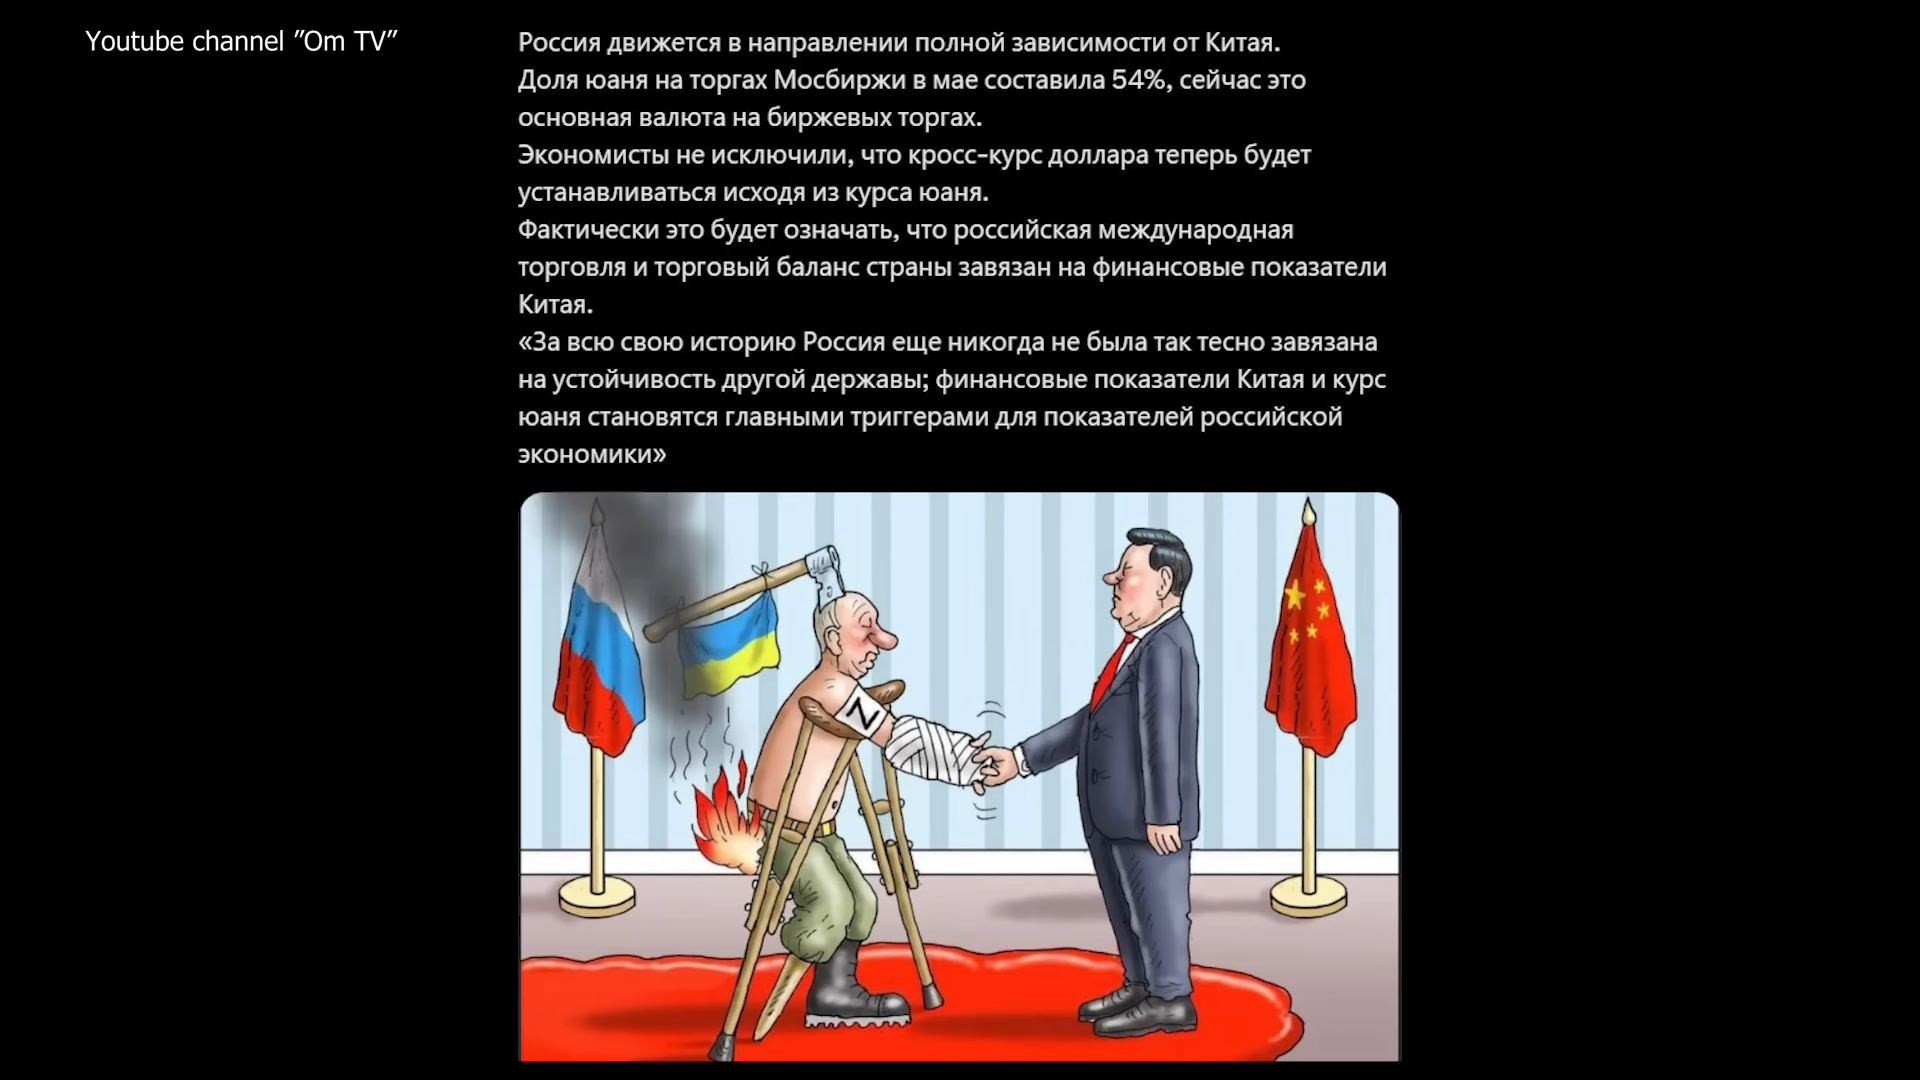 Youtube channel ”Om TV”
Россия движется в направлении полной зависимости от Китая.
Доля юаня на торгах Мосбиржи в мае составила 54%, сейчас это
основная валюта на биржевых торгах.
Экономисты не исключили, что кросс-курс доллара теперь будет
устанавливаться исходя из курса юаня.
Фактически это будет означать, что российская международная
торговля и торговый баланс страны завязан на финансовые показатели
Китая.
«За всю свою историю Россия еще никогда не была так тесно завязана
на устойчивость другой державы; финансовые показатели Китая и курс
юаня становятся главными триггерами для показателей российской
экономики»
Z